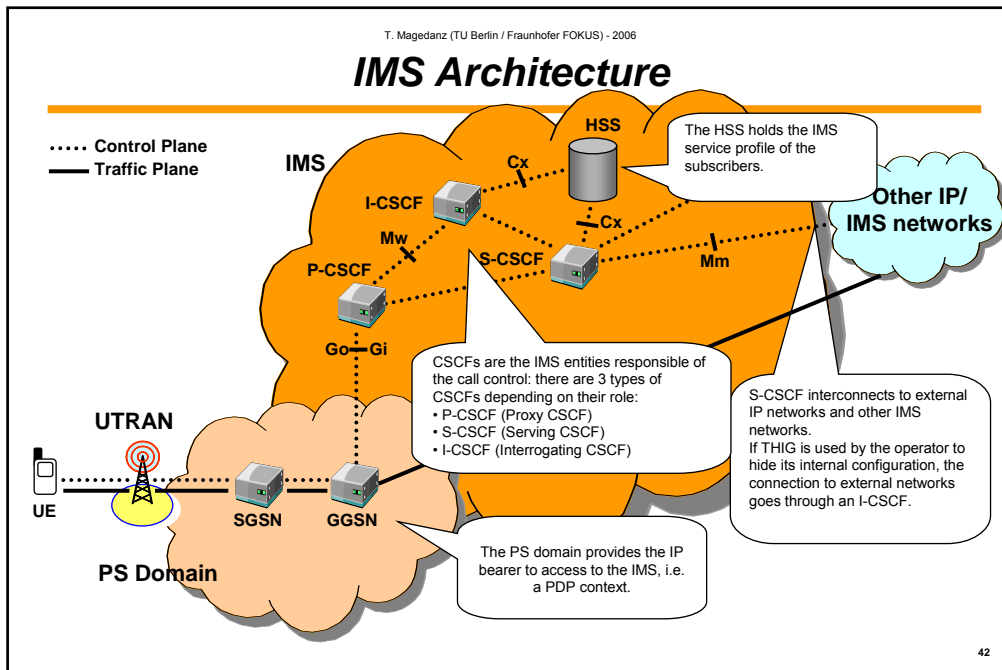 T. Magedanz (TU Berlin / Fraunhofer FOKUS) - 2006
IMS Architecture
Control Plane
Traffic Plane
IMS
HSS
The HSS holds the IMS
service profile of the
subscribers.
Cx
I-CSCF
Other IP/
IMS networks
Cx
Mw
S-CSCF
P-CSCF
Mm
Go
Gi
CSCFs are the IMS entities responsible of
the call control: there are 3 types of
CSCFs depending on their role:
• P-CSCF (Proxy CSCF)
• S-CSCF (Serving CSCF)
• I-CSCF (Interrogating CSCF)
S-CSCF interconnects to external
IP networks and other IMS
networks.
If THIG is used by the operator to
hide its internal configuration, the
connection to external networks
goes through an I-CSCF.
UTRAN
UE
SGSN
GGSN
PS Domain
The PS domain provides the IP
bearer to access to the IMS, i.e.
a PDP context.
42